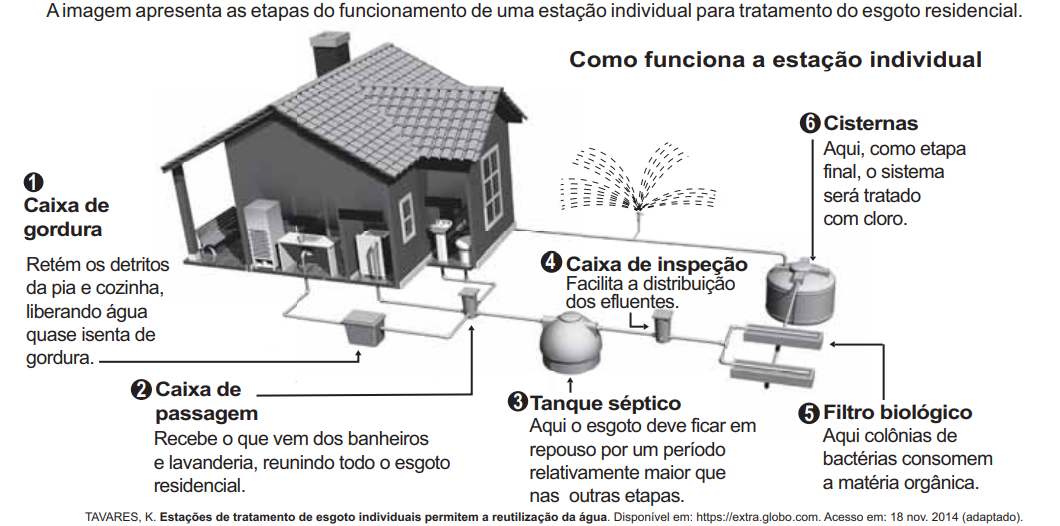 A imagem apresenta as etapas do funcionamento de uma estação individual para tratamento do esgoto residencial.
Como funciona a estação individual
1
Caixa de
gordura
Retém os detritos
da pia e cozinha,
liberando água
quase isenta de
gordura.
2 Caixa de
passagem
Recebe o que vem dos banheiros
e lavanderia, reunindo todo o esgoto
residencial.
3 Tanque séptico
Aqui o esgoto deve ficar em
repouso por um período
relativamente maior que
nas outras etapas.
4 Caixa de inspeção
Facilita a distribuição
dos efluentes.
5 Filtro biológico
Aqui colônias de
bactérias consomem
a matéria orgânica.
6 Cisternas
Aqui, como etapa
final, o sistema
será tratado
com cloro.
TAVARES, K. Estações de tratamento de esgoto individuais permitem a reutilização da água. Disponível em: https://extra.globo.com. Acesso em: 18 nov. 2014 (adaptado).